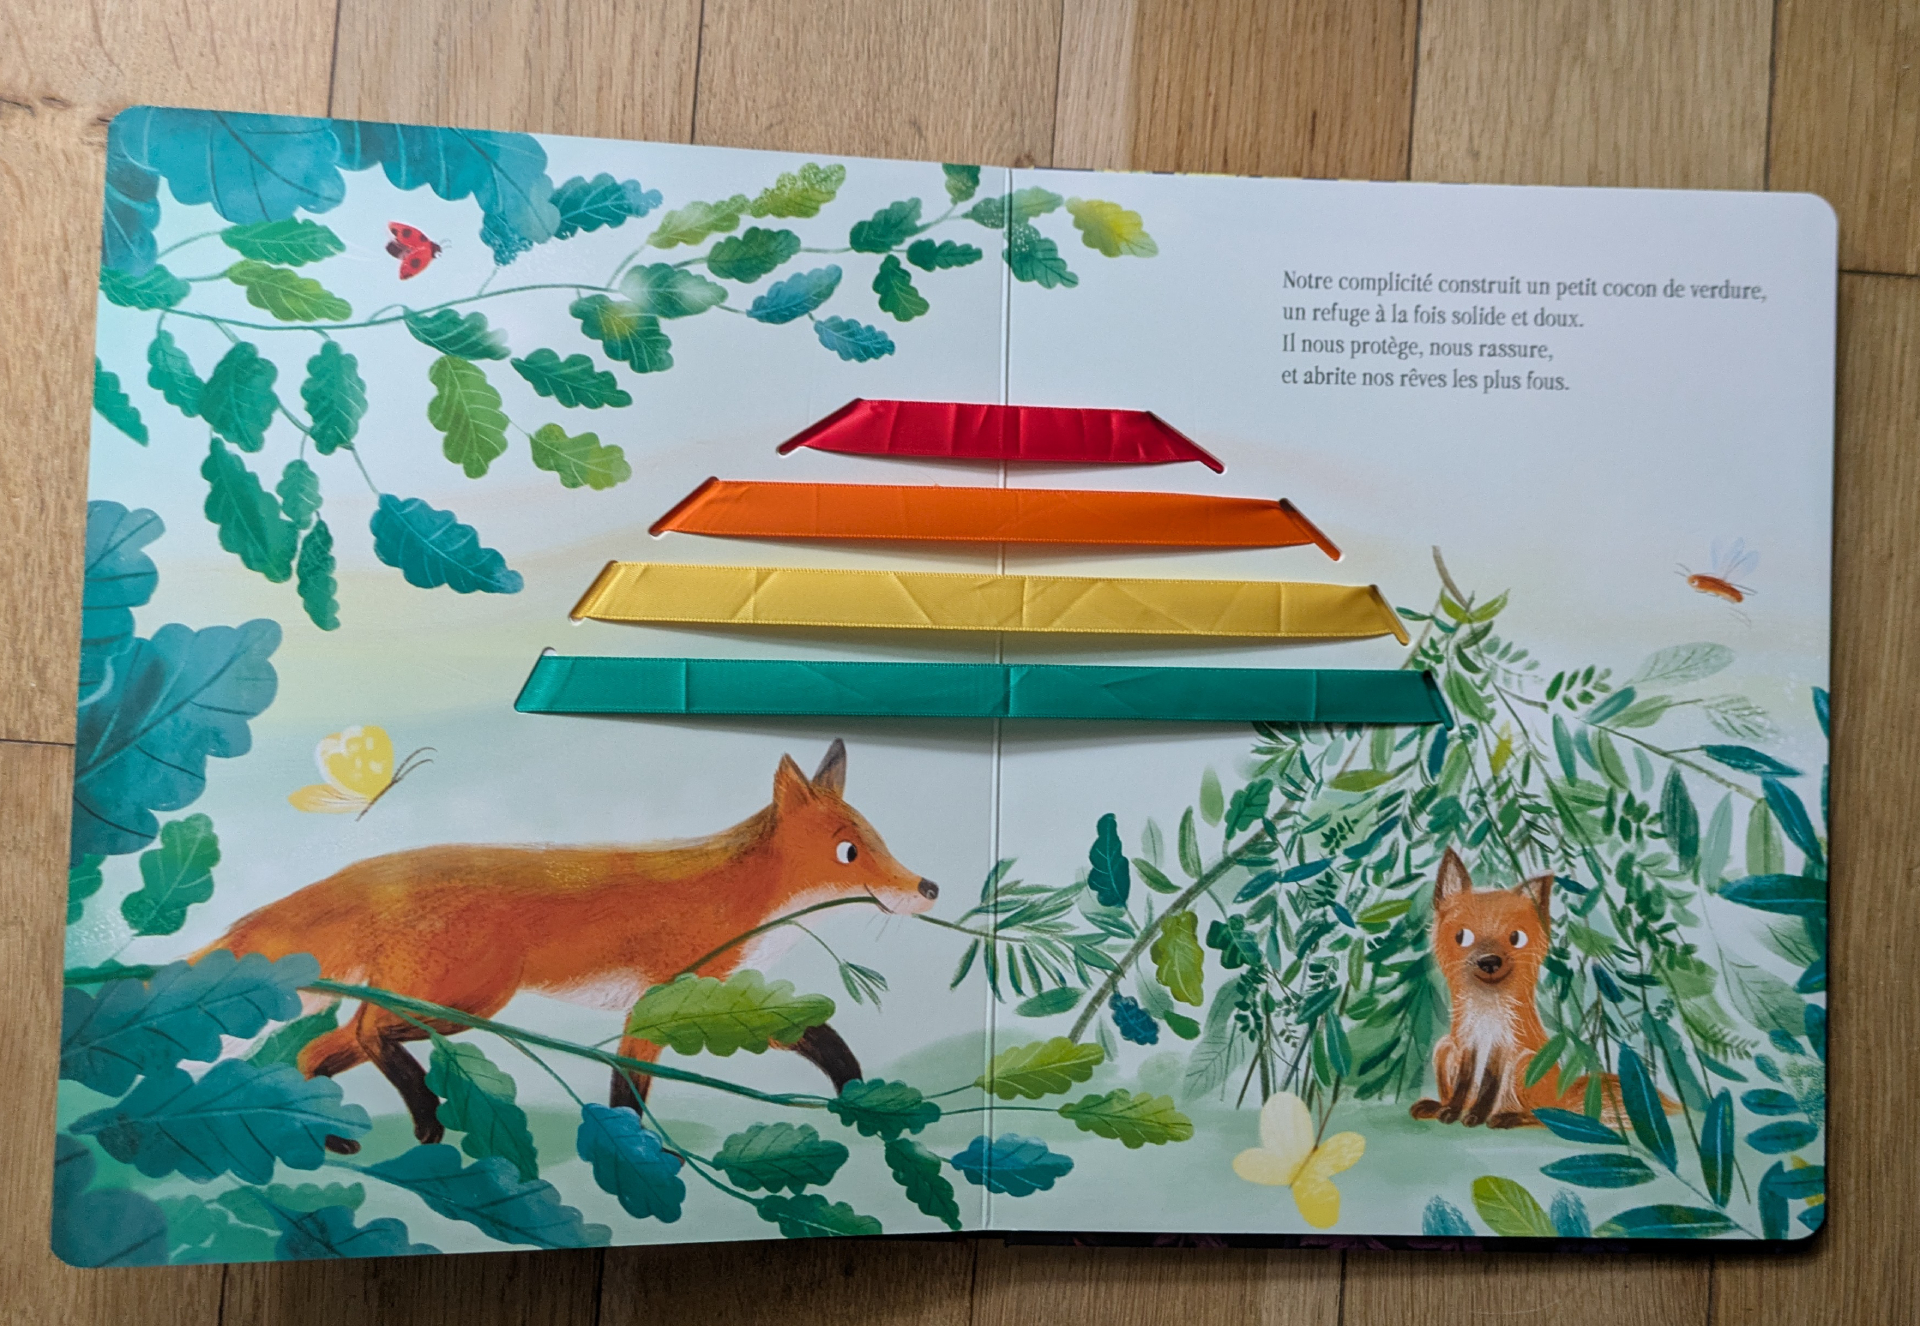 Notre complicité construit un petit cocon de verdure,
un refuge à la fois solide et doux.
Il nous protège, nous rassure,
et abrite nos rêves les plus fous.